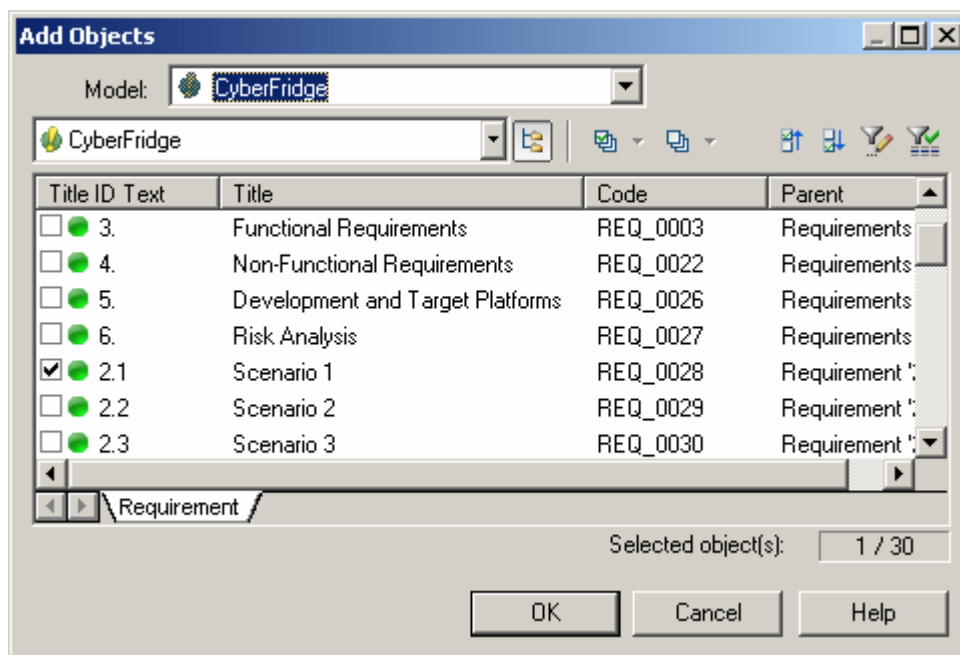 Add Objects
Model: CyberFridge
CyberFridge
Title ID Text Title Code Parent
3. Functional Requirements REQ_0003 Requirements
4. Non-Functional Requirements REQ_0022 Requirements
5. Development and Target Platforms REQ_0026 Requirements
6. Risk Analysis REQ_0027 Requirements
2.1 Scenario 1 REQ_0028 Requirement '2
2.2 Scenario 2 REQ_0029 Requirement '2
2.3 Scenario 3 REQ_0030 Requirement '2
Requirement
Selected object(s): 1 / 30
OK Cancel Help